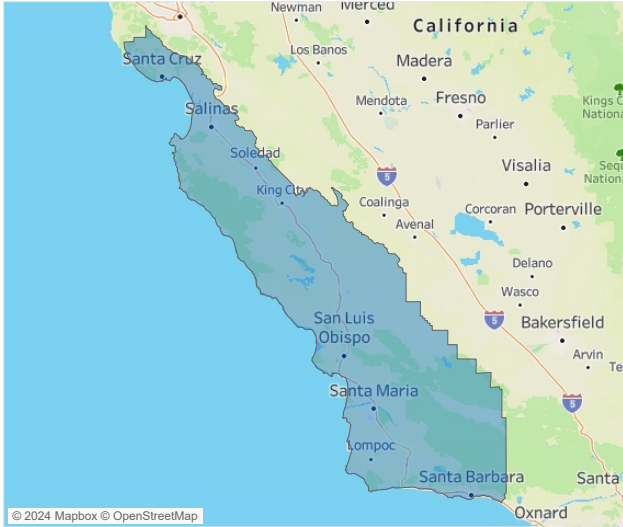 Newman
Merced
California
Santa Cruz
Los Banos
Madera
Kings C
Nationa
Mendota
Fresno
Salinas
Parlier
Soledad
Visalia
Sequ
Nationa
5
King City
Coalinga
Corcoran
Porterville
Avenal
Delano
Wasco
San Luis
Obispo
5
Bakersfield
Arvin
Te
Santa Maria
5
Lompoc
Santa Barbara
Santa
Oxnard
© 2024 Mapbox © OpenStreetMap